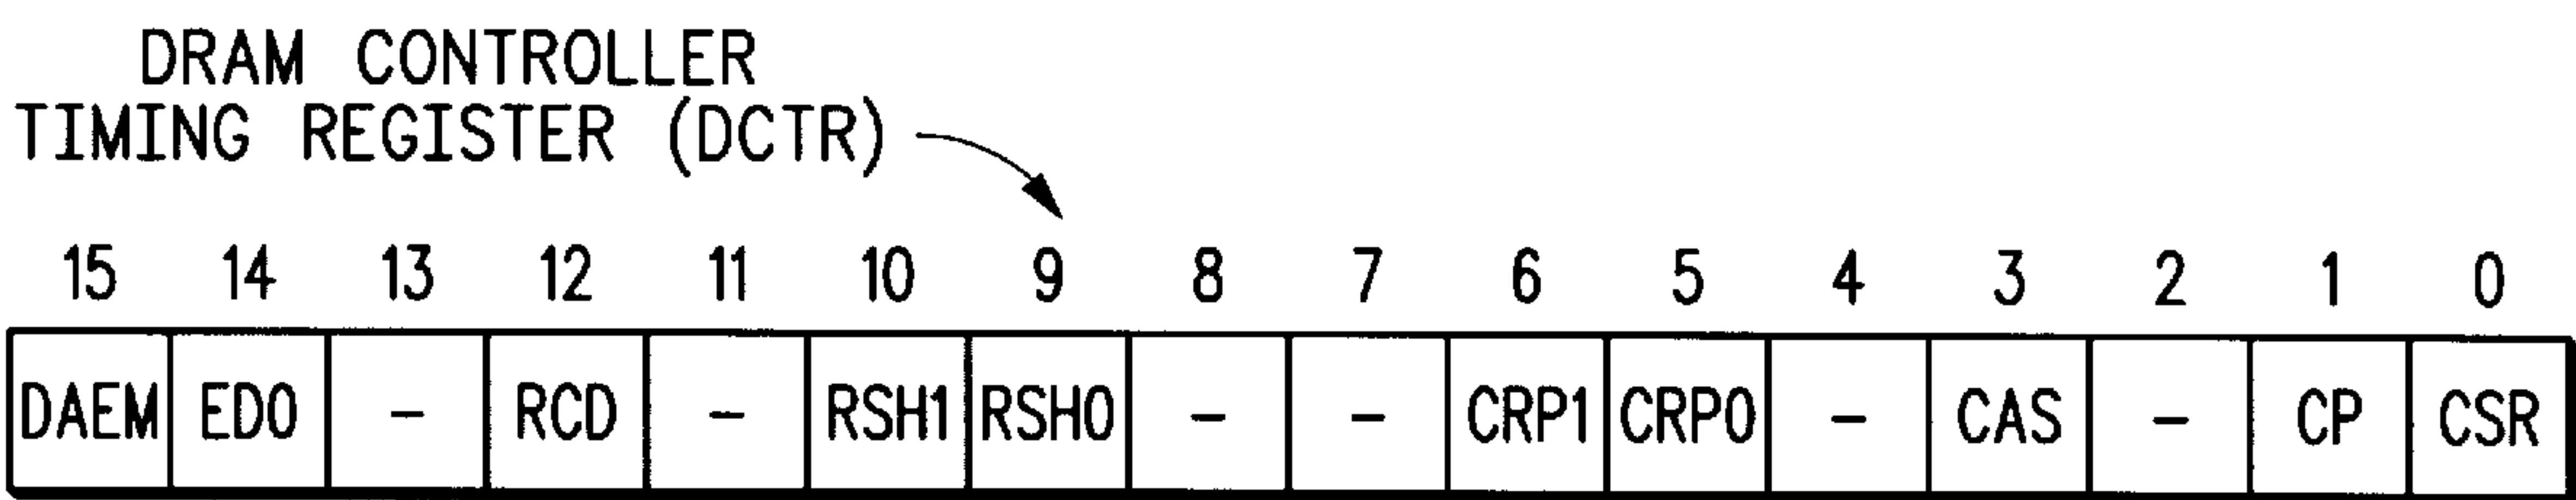 DRAM CONTROLLER
TIMING REGISTER (DCTR)
15 14 13 12 11 10 9 8 7 6 5 4 3 2 1 0
DAEM EDO - RCD - RSH1 RSH0 - - CRP1 CRP0 - CAS - CP CSR